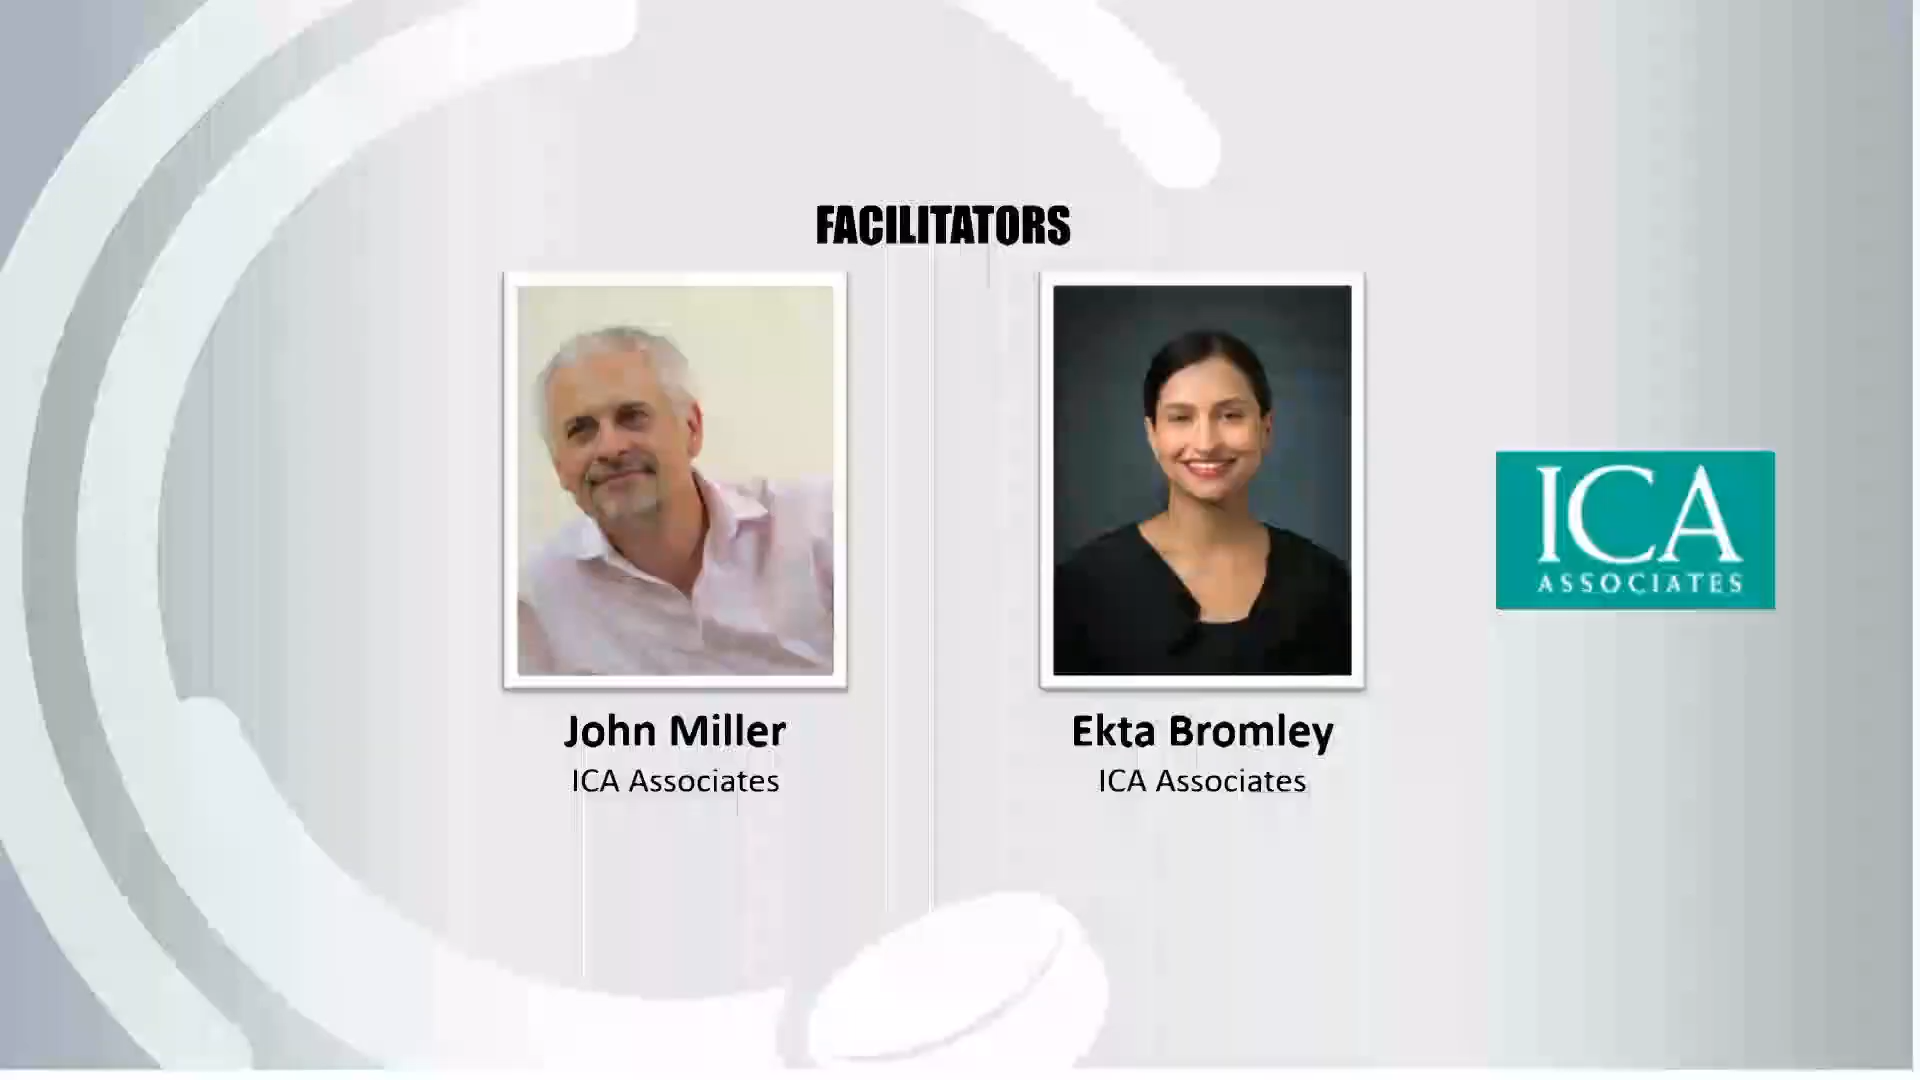 FACILITATORS
John Miller
ICA Associates
Ekta Bromley
ICA Associates
ICA
ASSOCIATES